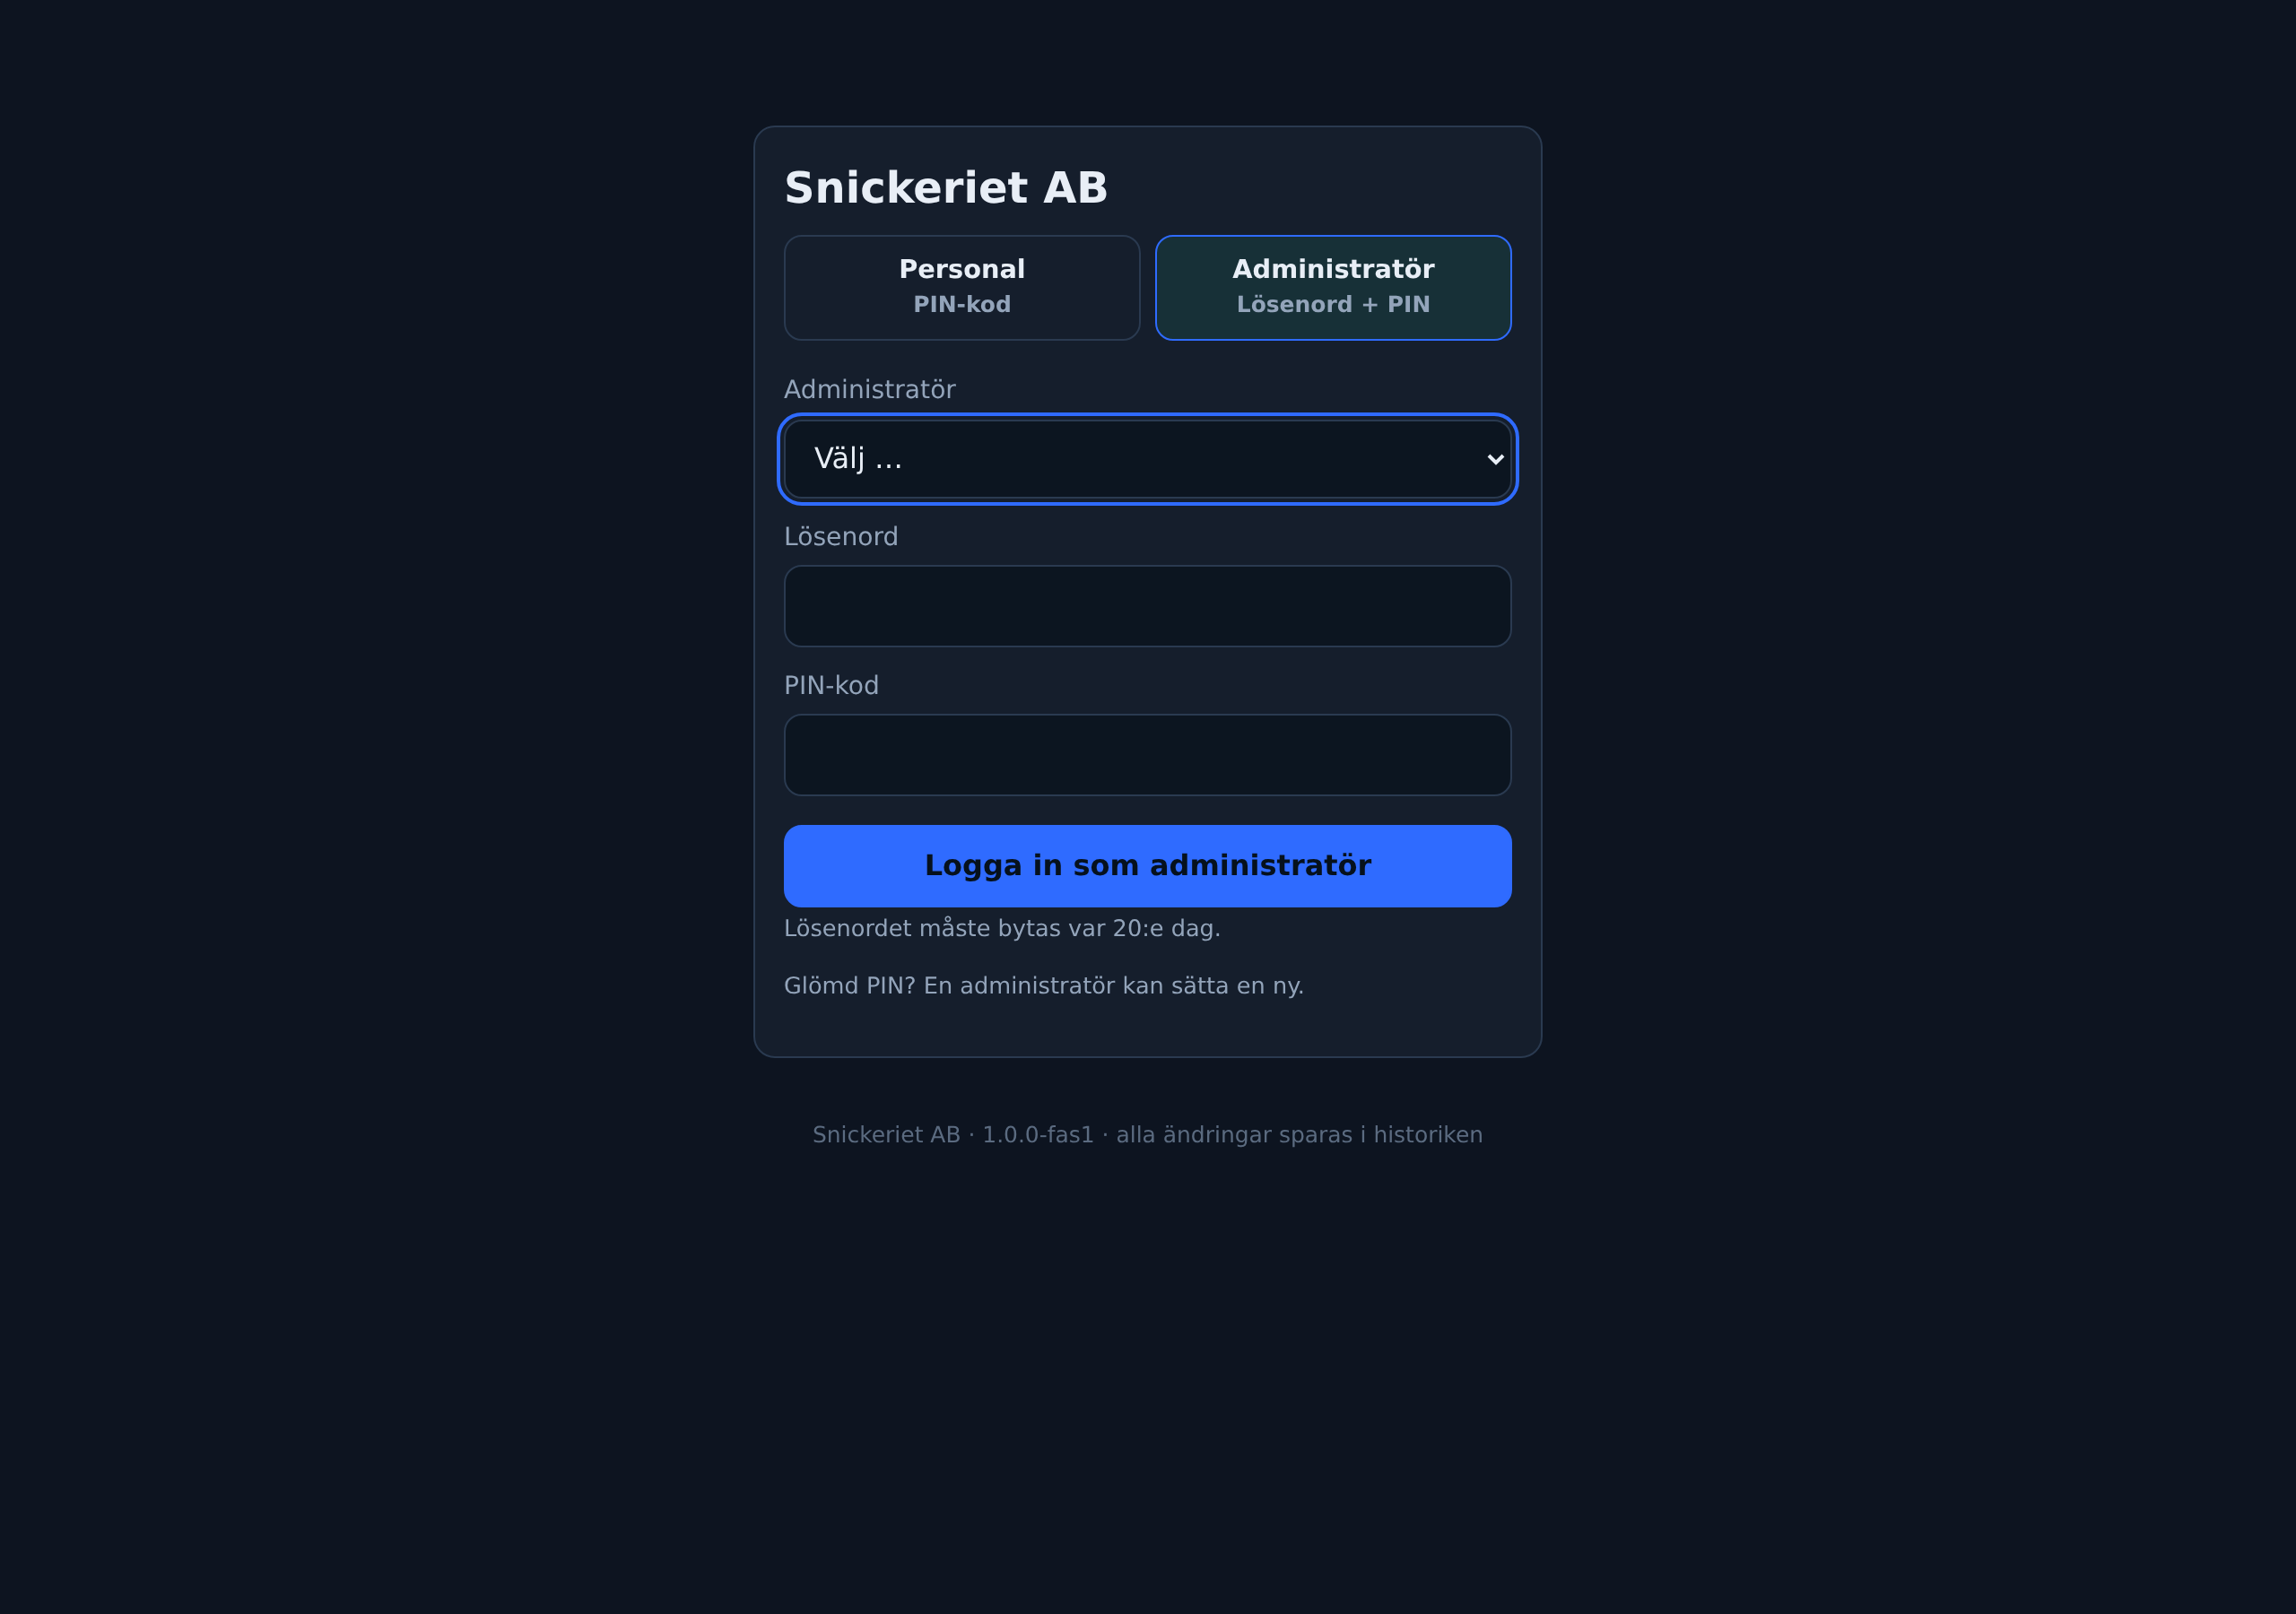 Snickeriet AB
Personal
PIN-kod
Administratör
Lösenord + PIN
Administratör
Välj …
Lösenord
PIN-kod
Logga in som administratör
Lösenordet måste bytas var 20:e dag.
Glömd PIN? En administratör kan sätta en ny.
Snickeriet AB · 1.0.0-fas1 · alla ändringar sparas i historiken